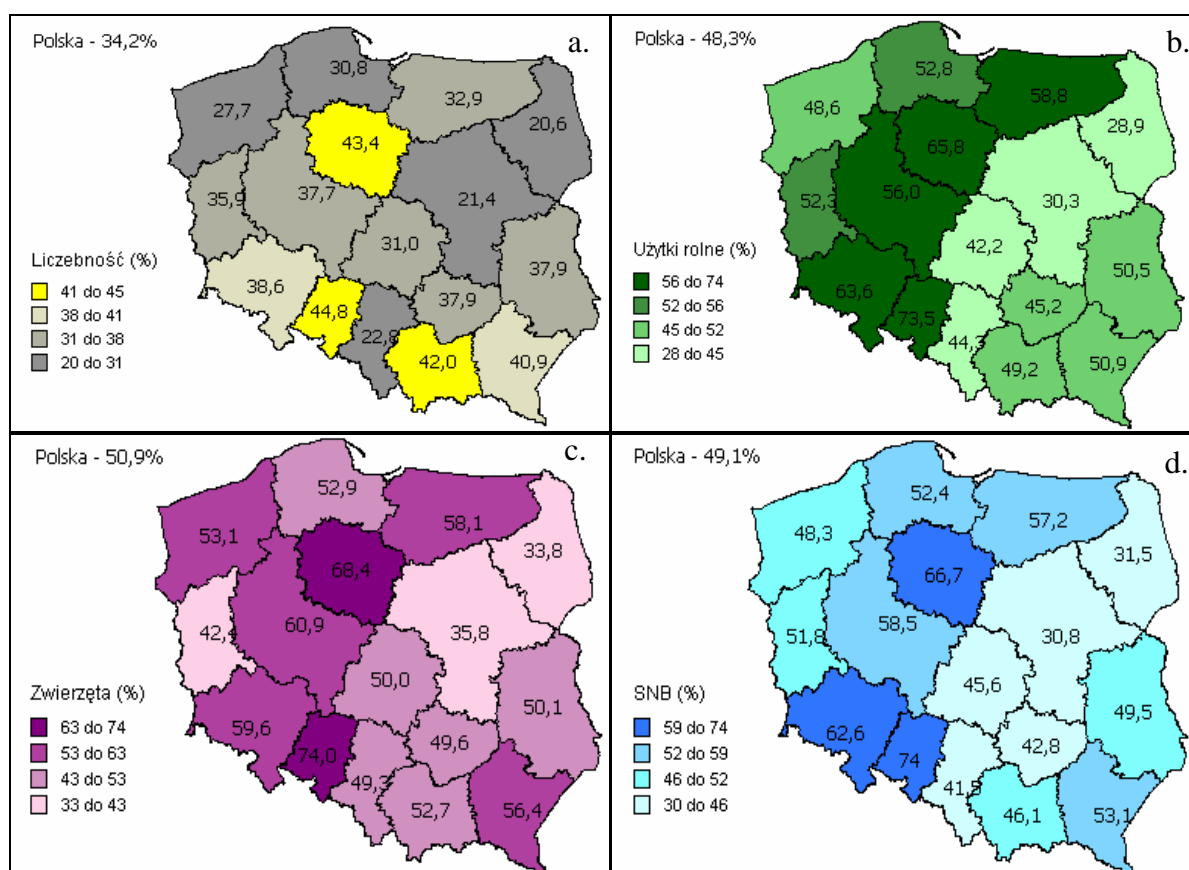 Polska - 34,2%
a.
30,8
32,9
27,7
20,6
43,4
35,9
37,7
21,4
31,0
37,9
38,6
37,9
44,8
22,8
42,0
40,9
Liczebność (%)
41 do 45
38 do 41
31 do 38
20 do 31
Polska - 48,3%
b.
52,8
58,8
48,6
28,9
65,8
52,3
56,0
30,3
42,2
50,5
63,6
45,2
73,5
44,3
49,2
50,9
Użytki rolne (%)
56 do 74
52 do 56
45 do 52
28 do 45
Polska - 50,9%
c.
52,9
58,1
53,1
33,8
68,4
42,4
60,9
35,8
50,0
50,1
59,6
49,6
74,0
49,3
52,7
56,4
Zwierzęta (%)
63 do 74
53 do 63
43 do 53
33 do 43
Polska - 49,1%
d.
52,4
57,2
48,3
31,5
66,7
51,8
58,5
30,8
45,6
49,5
62,6
42,8
74
41,5
46,1
53,1
SNB (%)
59 do 74
52 do 59
46 do 52
30 do 46